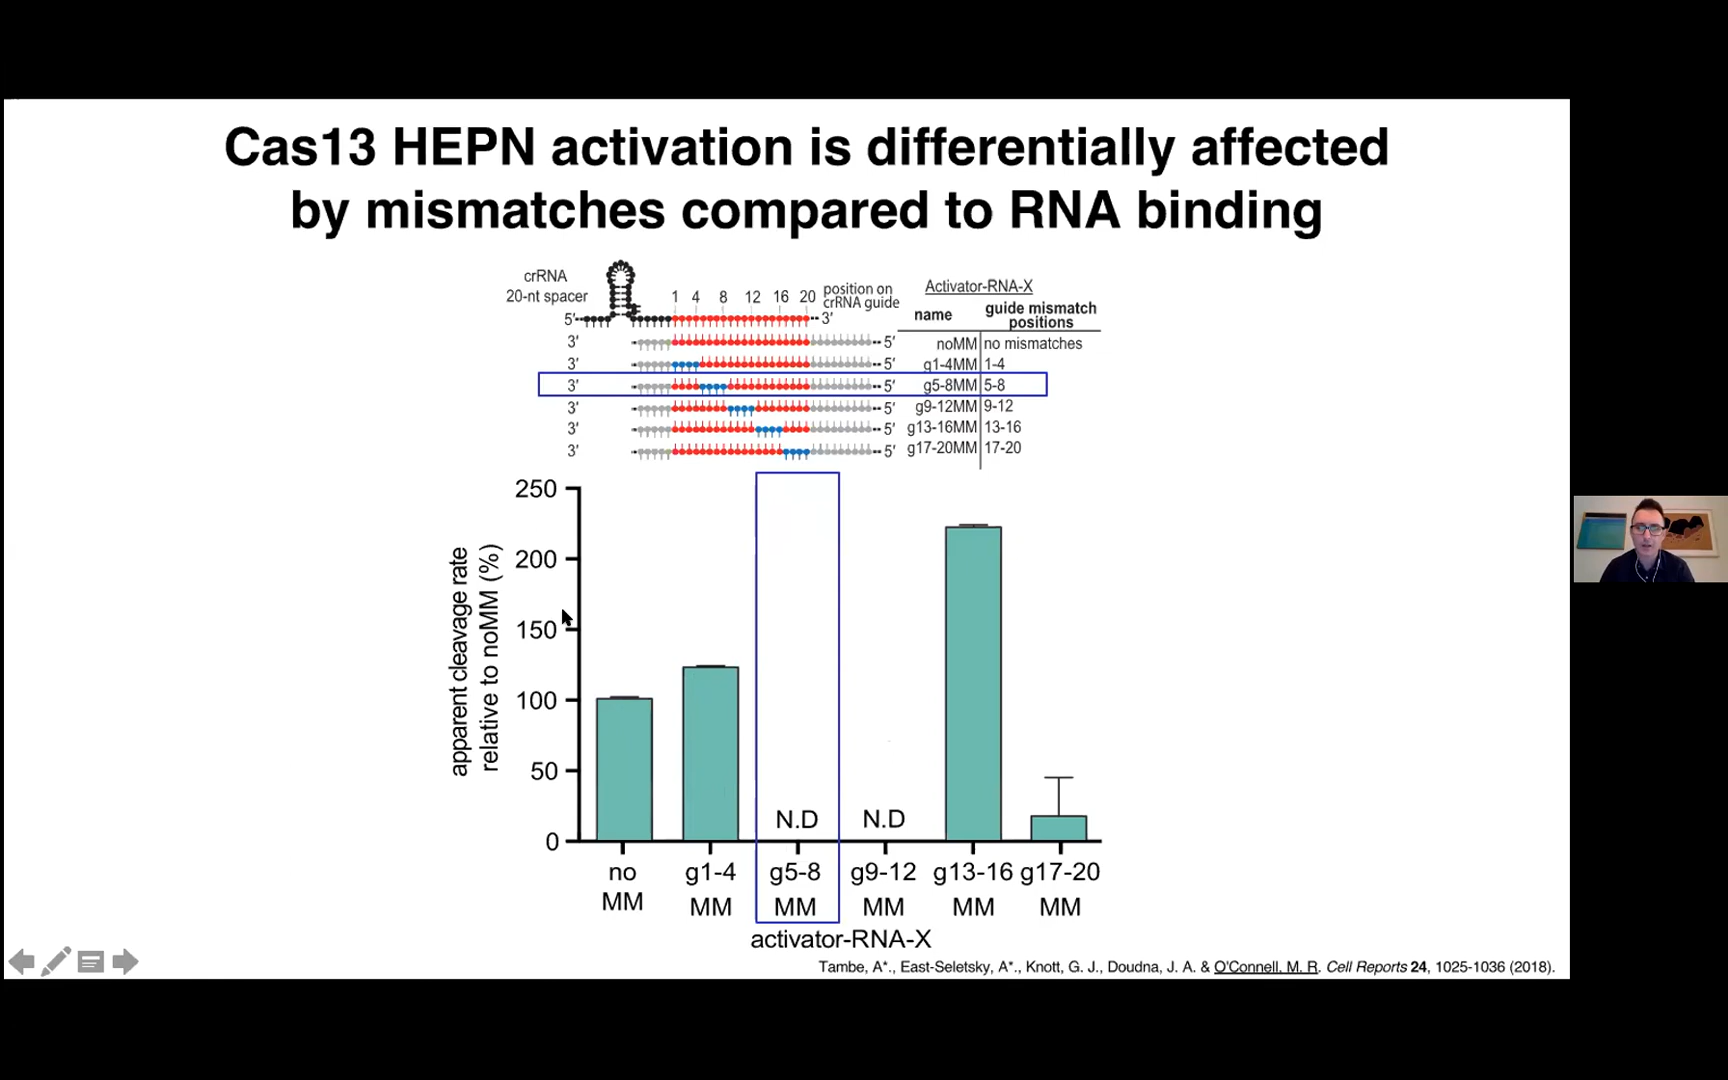 Cas13 HEPN activation is differentially affected
by mismatches compared to RNA binding
crRNA
20-nt spacer
1 4 8 12 16 20
position on
crRNA guide
5′ 3′
3′ 5′
3′ 5′
3′ 5′
3′ 5′
3′ 5′
3′ 5′
Activator-RNA-X
name guide mismatch
positions
noMM no mismatches
g1-4MM 1-4
g5-8MM 5-8
g9-12MM 9-12
g13-16MM 13-16
g17-20MM 17-20
apparent cleavage rate
relative to noMM (%)
250
200
150
100
50
0
N.D N.D
no g1-4 g5-8 g9-12 g13-16 g17-20
MM MM MM MM MM MM
activator-RNA-X
Tambe, A*., East-Seletsky, A*., Knott, G. J., Doudna, J. A. & O'Connell, M. R. Cell Reports 24, 1025-1036 (2018).